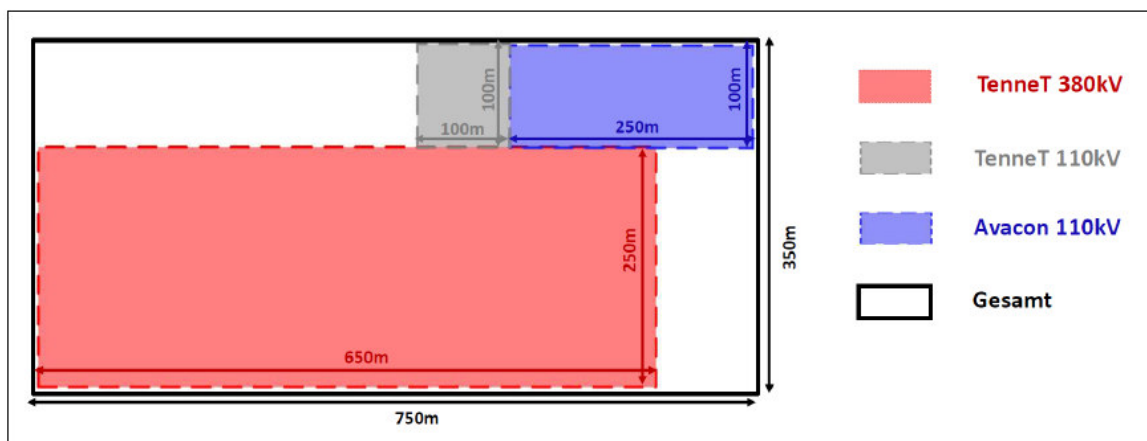 100m
100m
250m
100m
250m
650m
750m
350m
TenneT 380kV
TenneT 110kV
Avacon 110kV
Gesamt